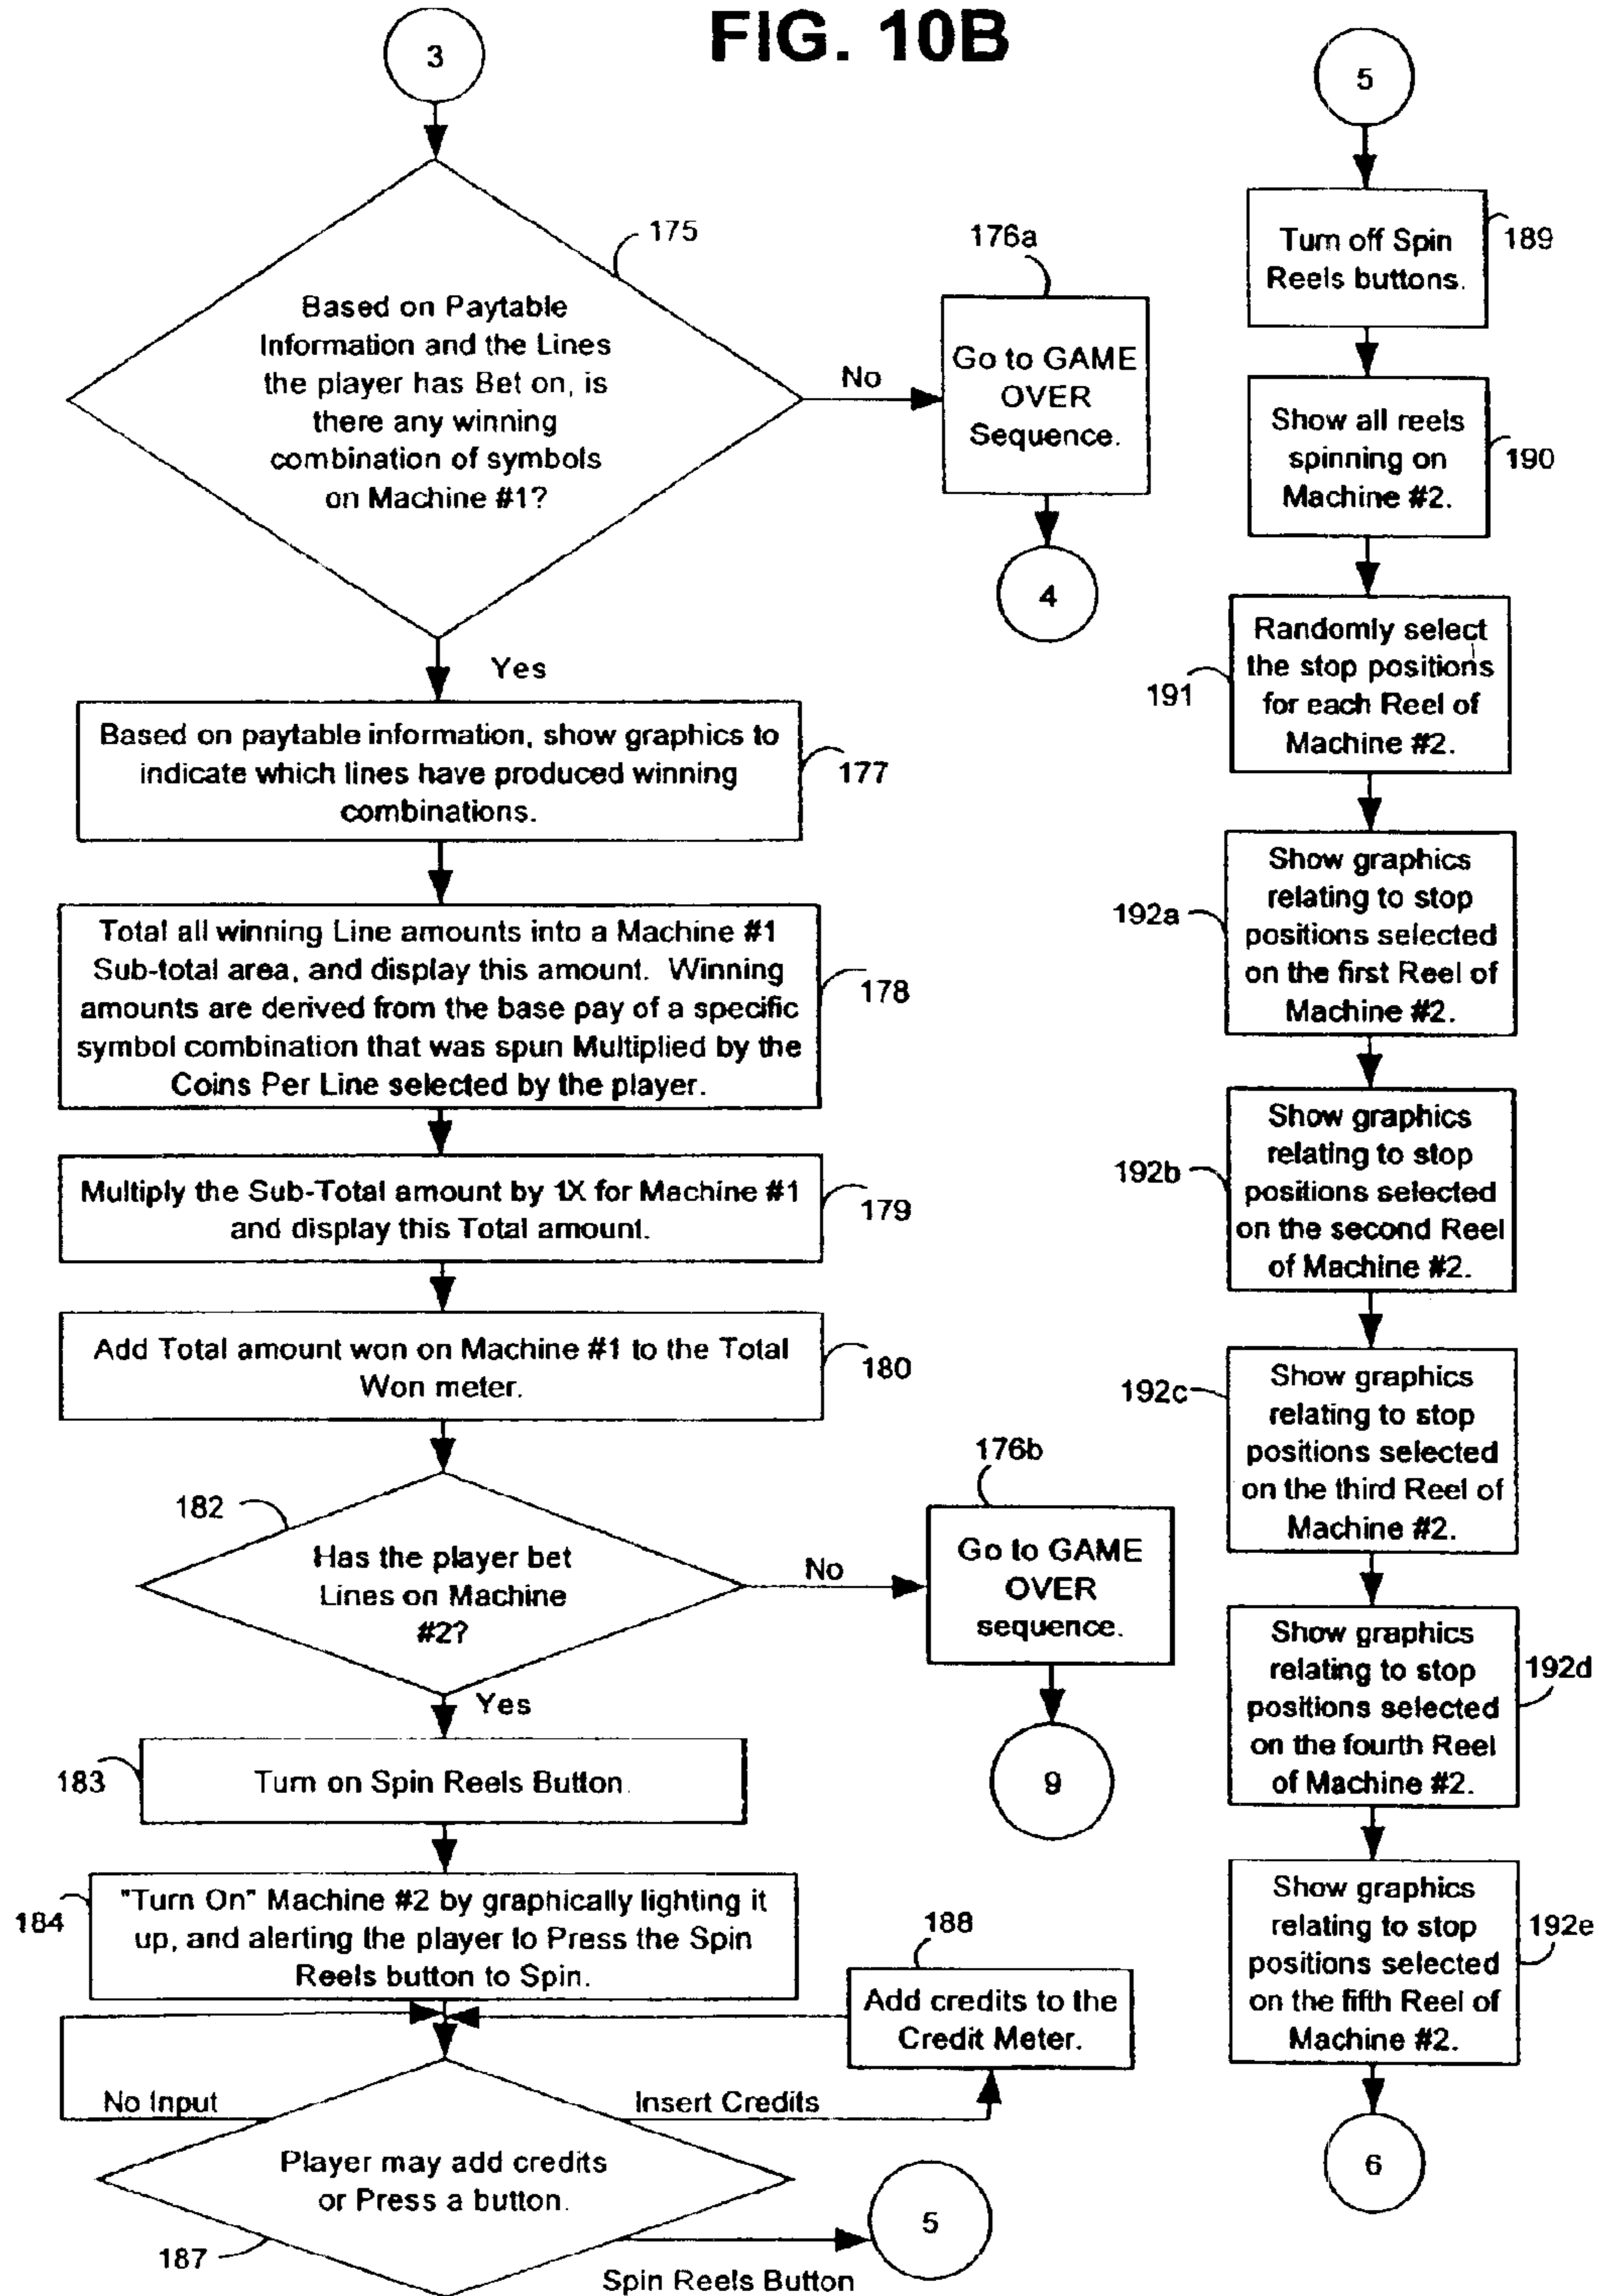 FIG. 10B
3
175
Based on Paytable
Information and the Lines
the player has Bet on, is
there any winning
combination of symbols
on Machine #1?
No
176a
Go to GAME
OVER
Sequence.
4
Yes
Based on paytable information, show graphics to
indicate which lines have produced winning
combinations.
177
Total all winning Line amounts into a Machine #1
Sub-total area, and display this amount. Winning
amounts are derived from the base pay of a specific
symbol combination that was spun Multiplied by the
Coins Per Line selected by the player.
178
Multiply the Sub-Total amount by 1X for Machine #1
and display this Total amount.
179
Add Total amount won on Machine #1 to the Total
Won meter.
180
182
Has the player bet
Lines on Machine
#2?
No
176b
Go to GAME
OVER
sequence.
9
Yes
183
Turn on Spin Reels Button.
184
"Turn On" Machine #2 by graphically lighting it
up, and alerting the player to Press the Spin
Reels button to Spin.
188
Add credits to the
Credit Meter.
No Input
Insert Credits
Player may add credits
or Press a button.
187
Spin Reels Button
5
5
Turn off Spin
Reels buttons.
189
Show all reels
spinning on
Machine #2.
190
Randomly select
the stop positions
for each Reel of
Machine #2.
191
Show graphics
relating to stop
positions selected
on the first Reel of
Machine #2.
192a
Show graphics
relating to stop
positions selected
on the second Reel
of Machine #2.
192b
Show graphics
relating to stop
positions selected
on the third Reel of
Machine #2.
192c
Show graphics
relating to stop
positions selected
on the fourth Reel
of Machine #2.
192d
Show graphics
relating to stop
positions selected
on the fifth Reel of
Machine #2.
192e
6